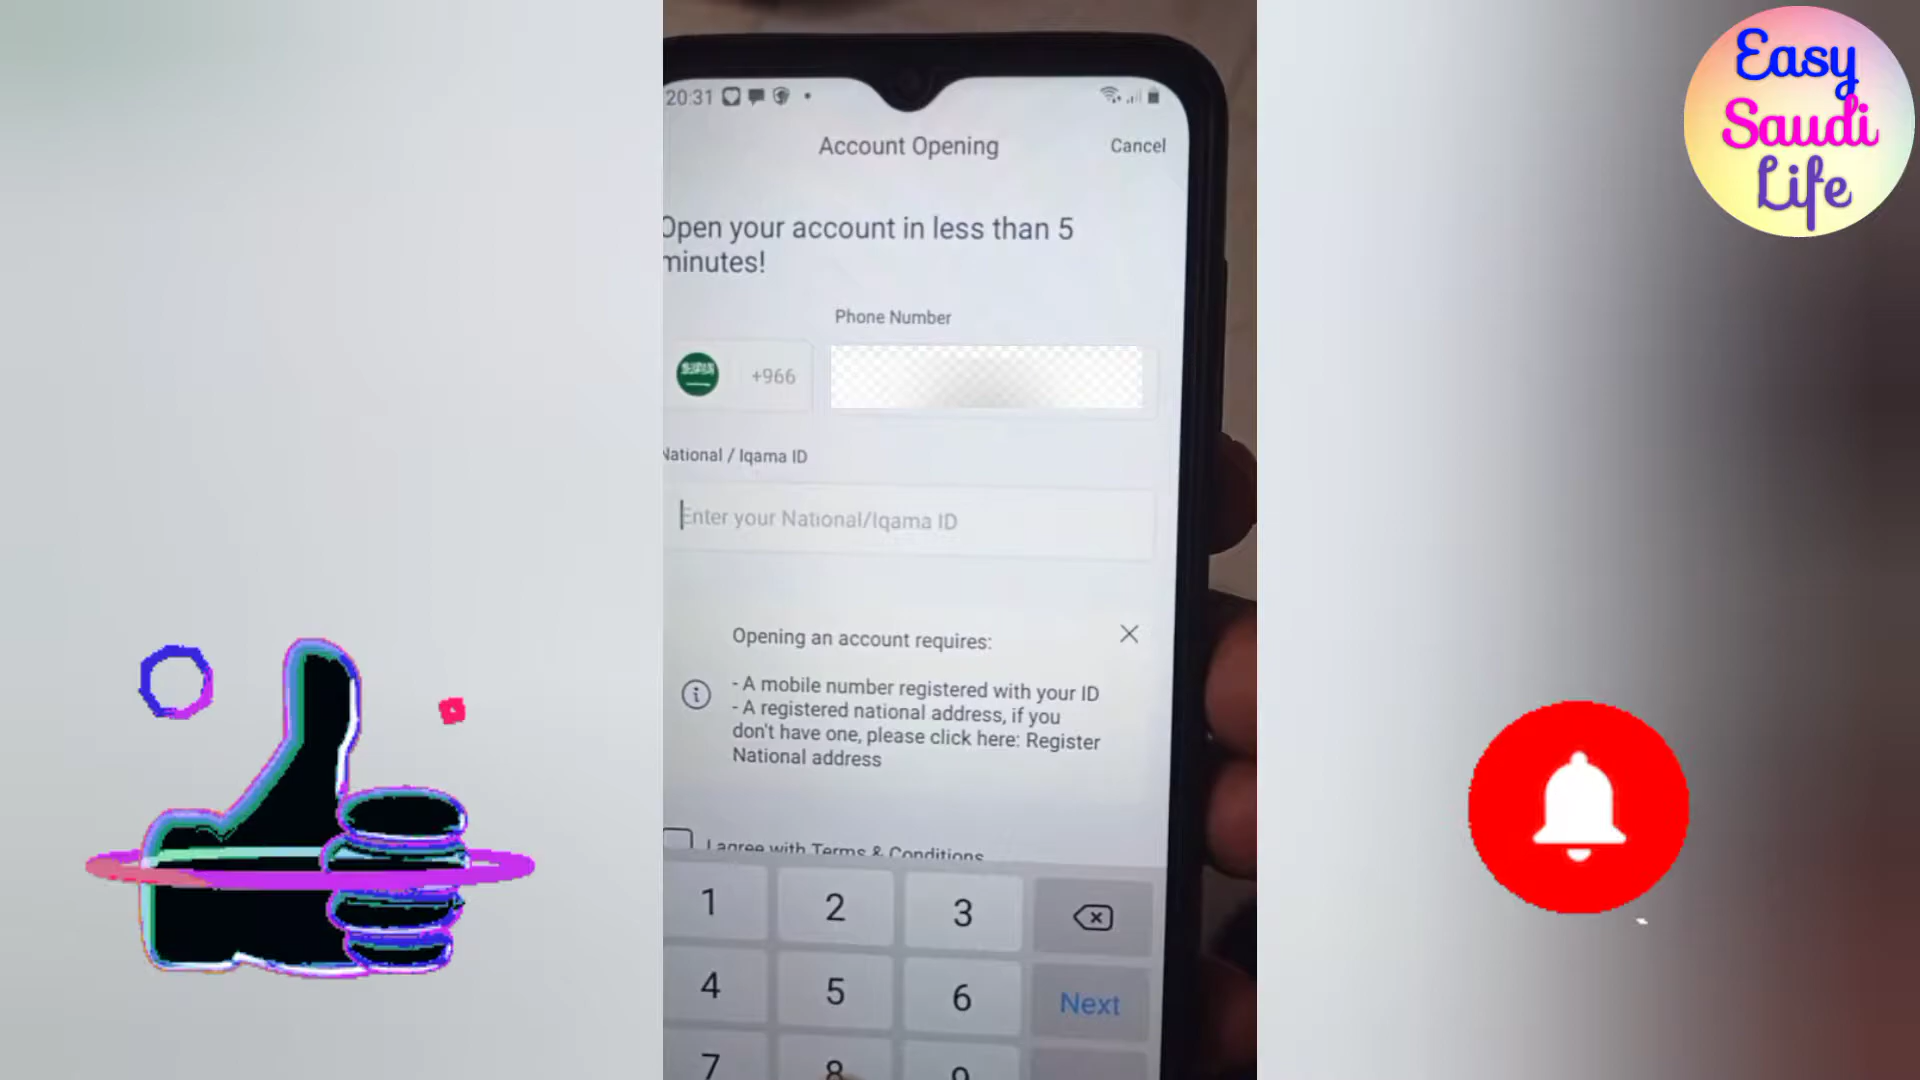 Easy
Saudi
Life
20:31
Account Opening
Cancel
Open your account in less than 5
minutes!
Phone Number
+966
National / Iqama ID
Enter your National/Iqama ID
Opening an account requires:
- A mobile number registered with your ID
- A registered national address, if you
don't have one, please click here: Register
National address
I agree with Terms & Conditions
1 2 3
4 5 6 Next
7 8 9